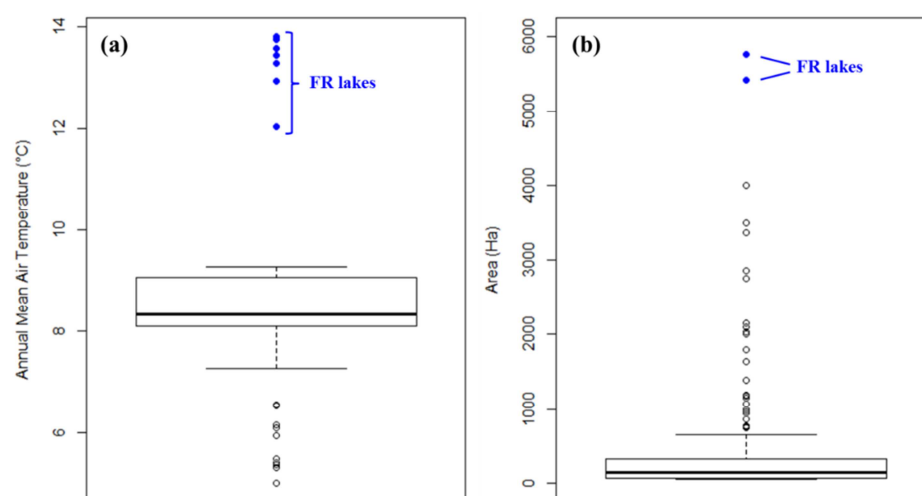 (a)
14
12
10
8
6
Annual Mean Air Temperature (°C)
FR lakes
(b)
6000
5000
4000
3000
2000
1000
0
Area (Ha)
FR lakes